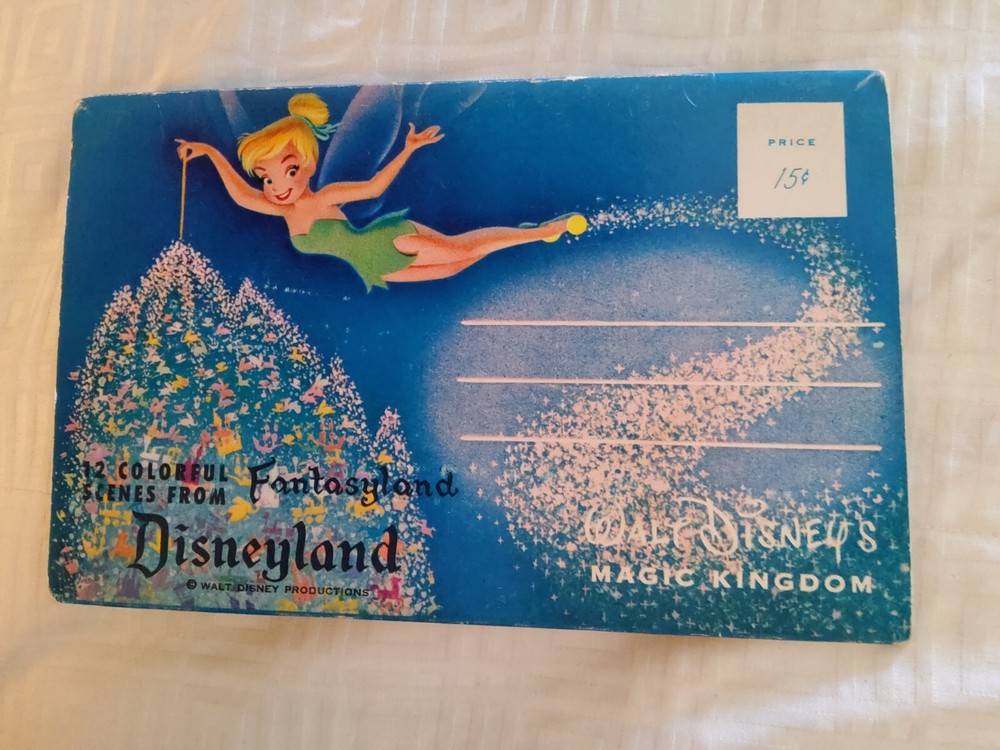 PRICE
15¢
12 COLORFUL
SCENES FROM Fantasyland
Disneyland
© WALT DISNEY PRODUCTIONS
WALT DISNEY'S
MAGIC KINGDOM